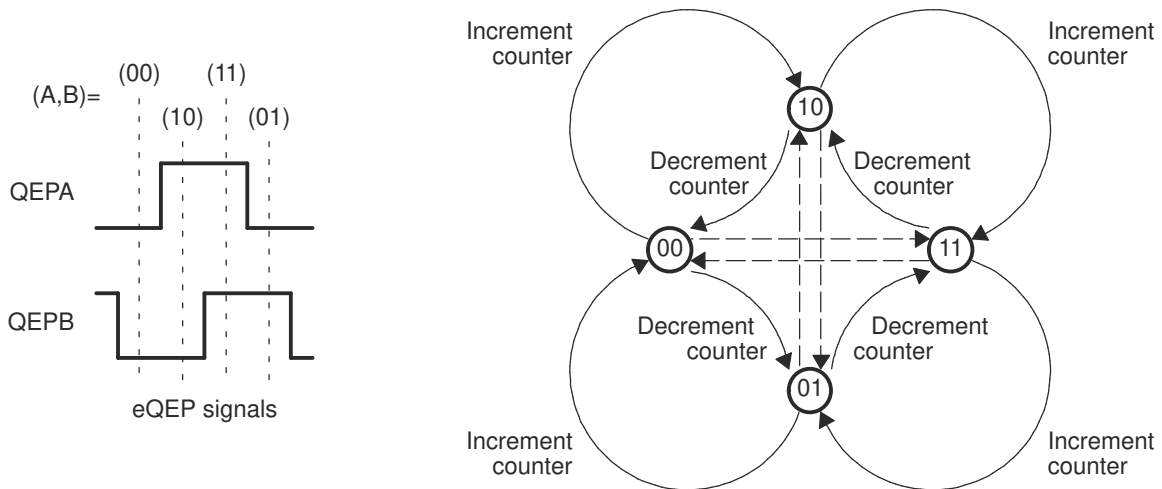 (A,B)=
(00)
(11)
(10)
(01)
QEPA
QEPB
eQEP signals
Increment
counter
Increment
counter
10
Decrement
counter
Decrement
counter
00
11
Decrement
counter
Decrement
counter
01
Increment
counter
Increment
counter